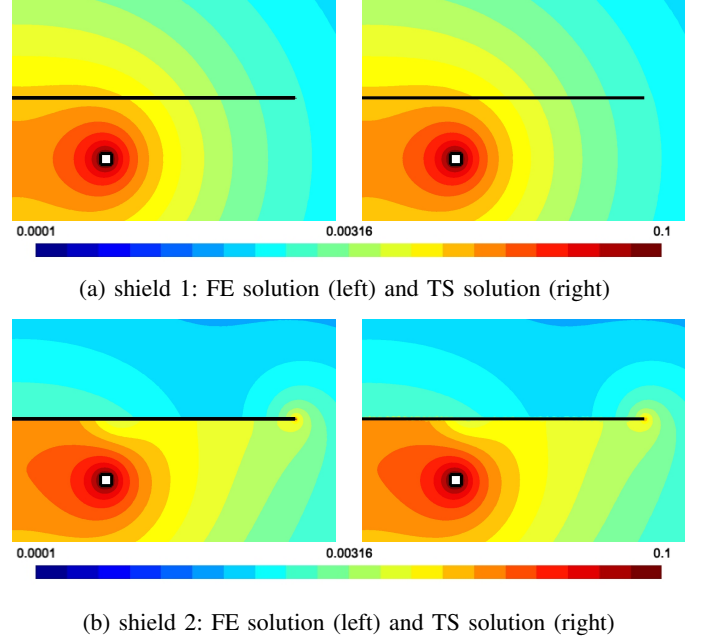 0.0001 0.00316 0.1
(a) shield 1: FE solution (left) and TS solution (right)
0.0001 0.00316 0.1
(b) shield 2: FE solution (left) and TS solution (right)